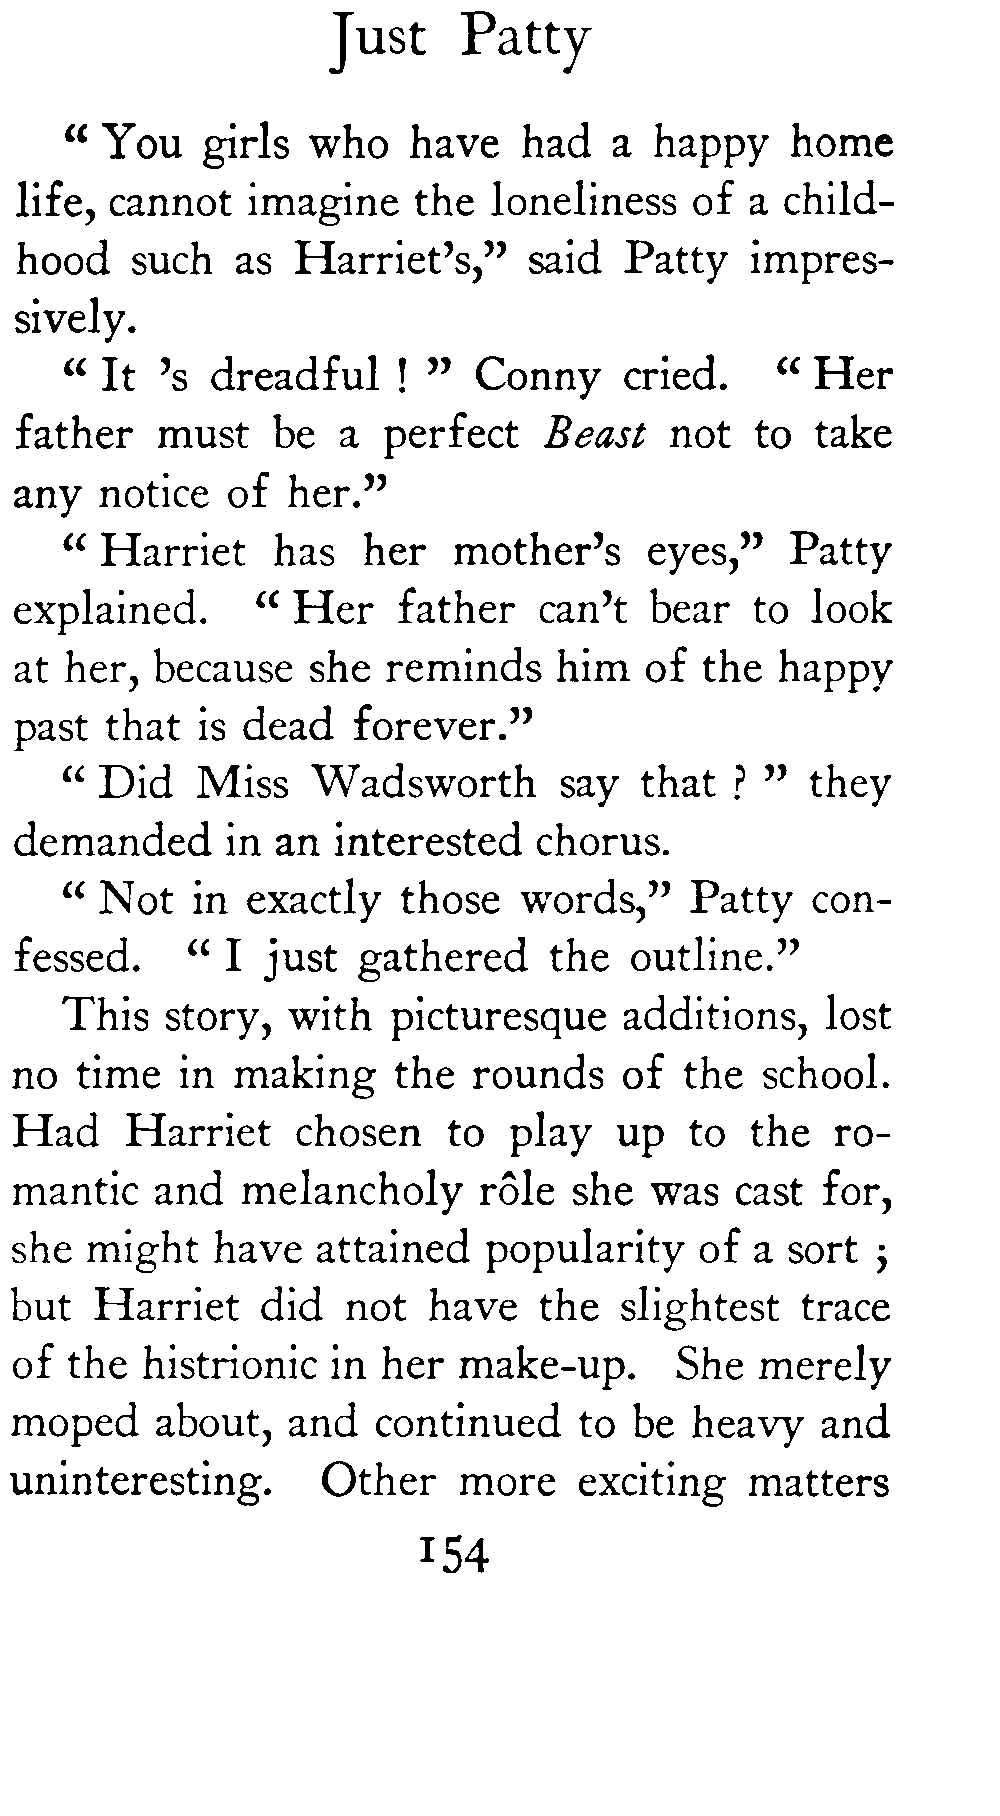 Just Patty
“ You girls who have had a happy home
life, cannot imagine the loneliness of a child-
hood such as Harriet’s,” said Patty impres-
sively.
“ It ’s dreadful ! ” Conny cried. “ Her
father must be a perfect Beast not to take
any notice of her.”
“ Harriet has her mother’s eyes,” Patty
explained. “ Her father can’t bear to look
at her, because she reminds him of the happy
past that is dead forever.”
“ Did Miss Wadsworth say that ? ” they
demanded in an interested chorus.
“ Not in exactly those words,” Patty con-
fessed. “ I just gathered the outline.”
This story, with picturesque additions, lost
no time in making the rounds of the school.
Had Harriet chosen to play up to the ro-
mantic and melancholy rôle she was cast for,
she might have attained popularity of a sort ;
but Harriet did not have the slightest trace
of the histrionic in her make-up. She merely
moped about, and continued to be heavy and
uninteresting. Other more exciting matters
154